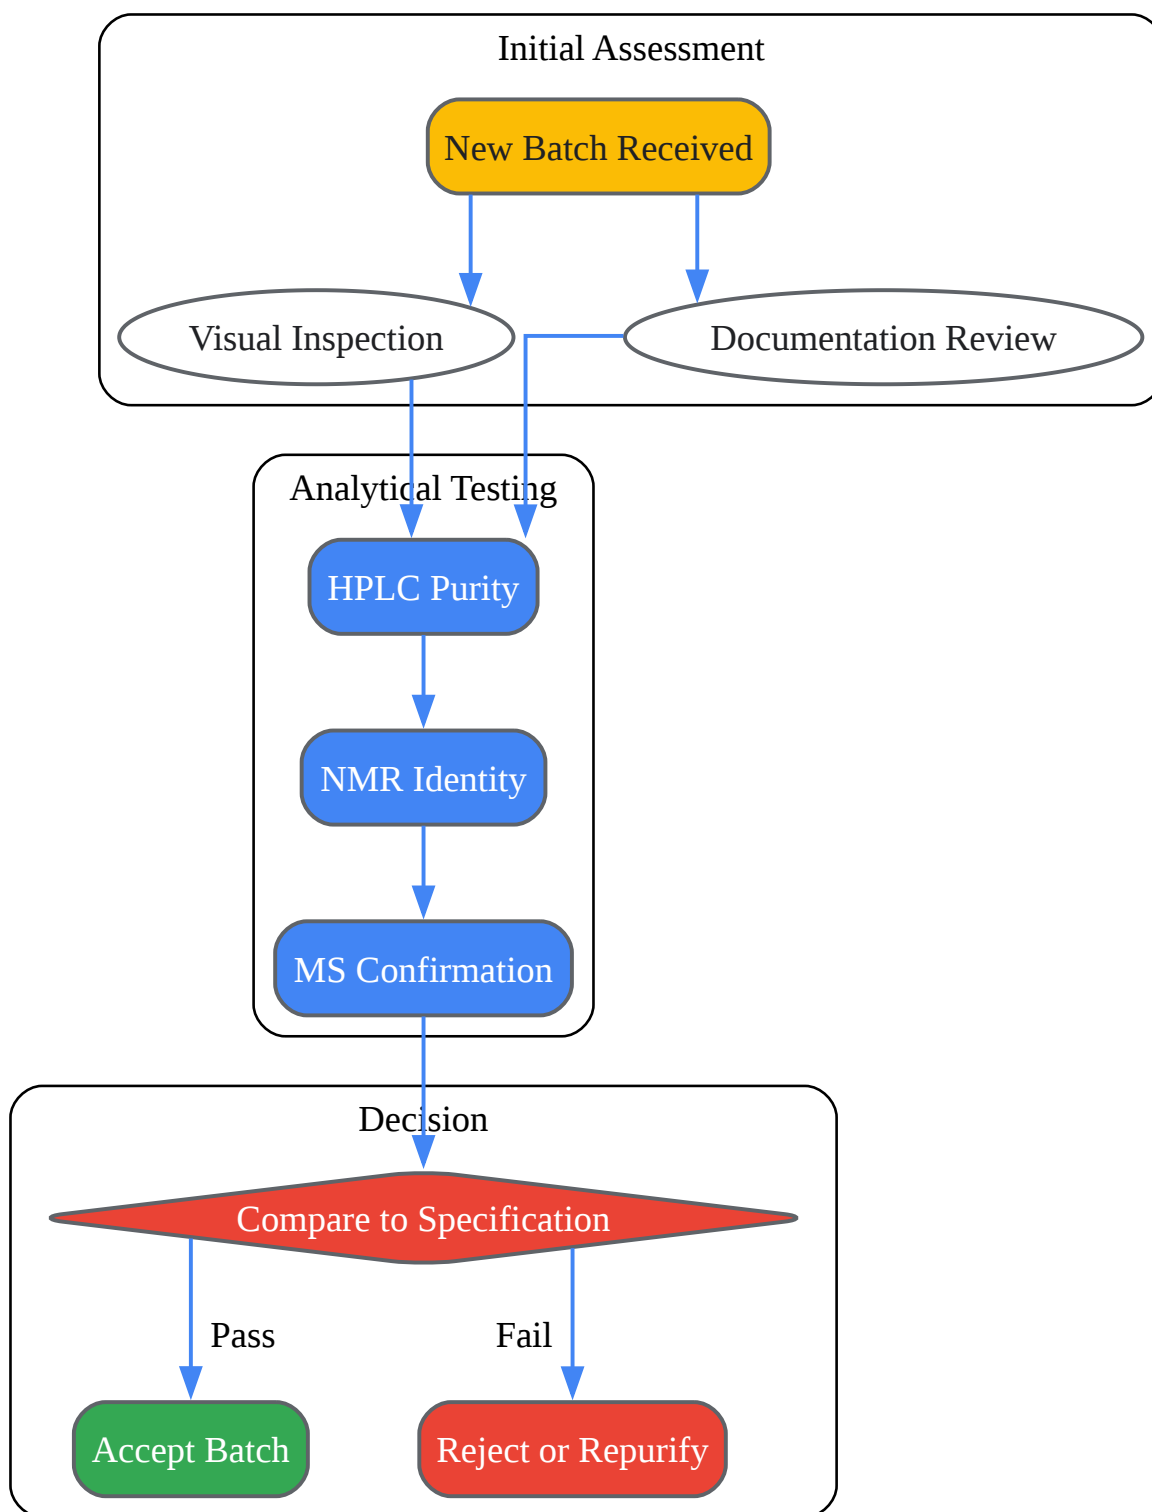 Initial Assessment
New Batch Received
Visual Inspection
Documentation Review
Analytical Testing
HPLC Purity
NMR Identity
MS Confirmation
Decision
Compare to Specification
Pass
Fail
Accept Batch
Reject or Repurify